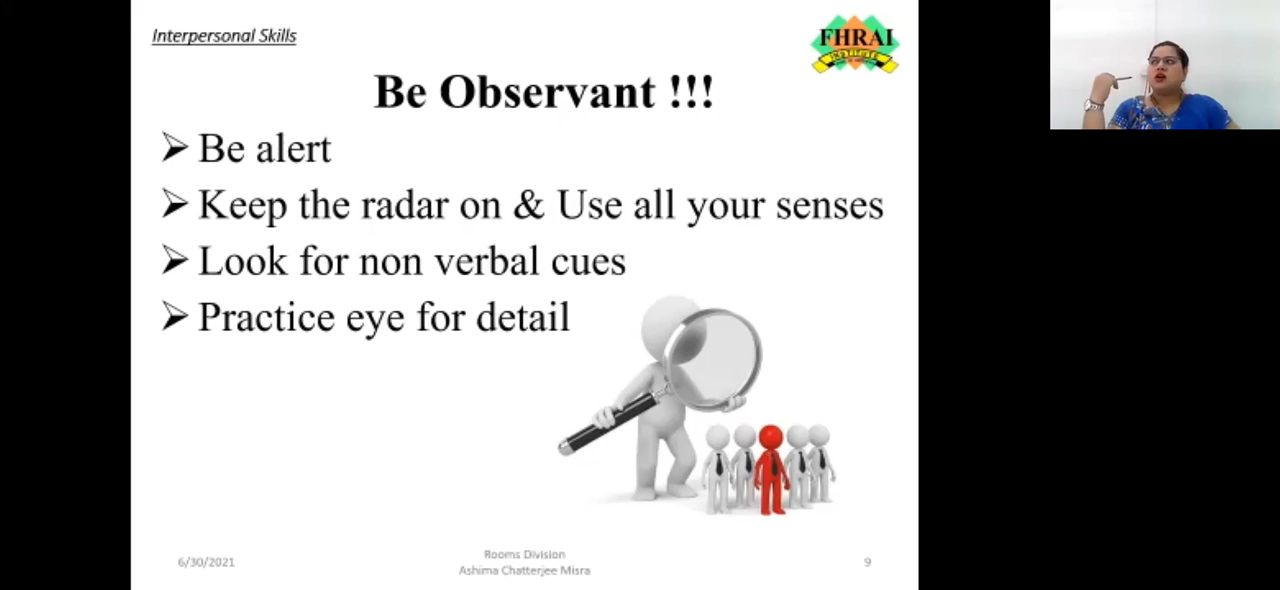 Interpersonal Skills
FHRAI
Be Observant !!!
➢ Be alert
➢ Keep the radar on & Use all your senses
➢ Look for non verbal cues
➢ Practice eye for detail
6/30/2021
Rooms Division
Ashima Chatterjee Misra
9